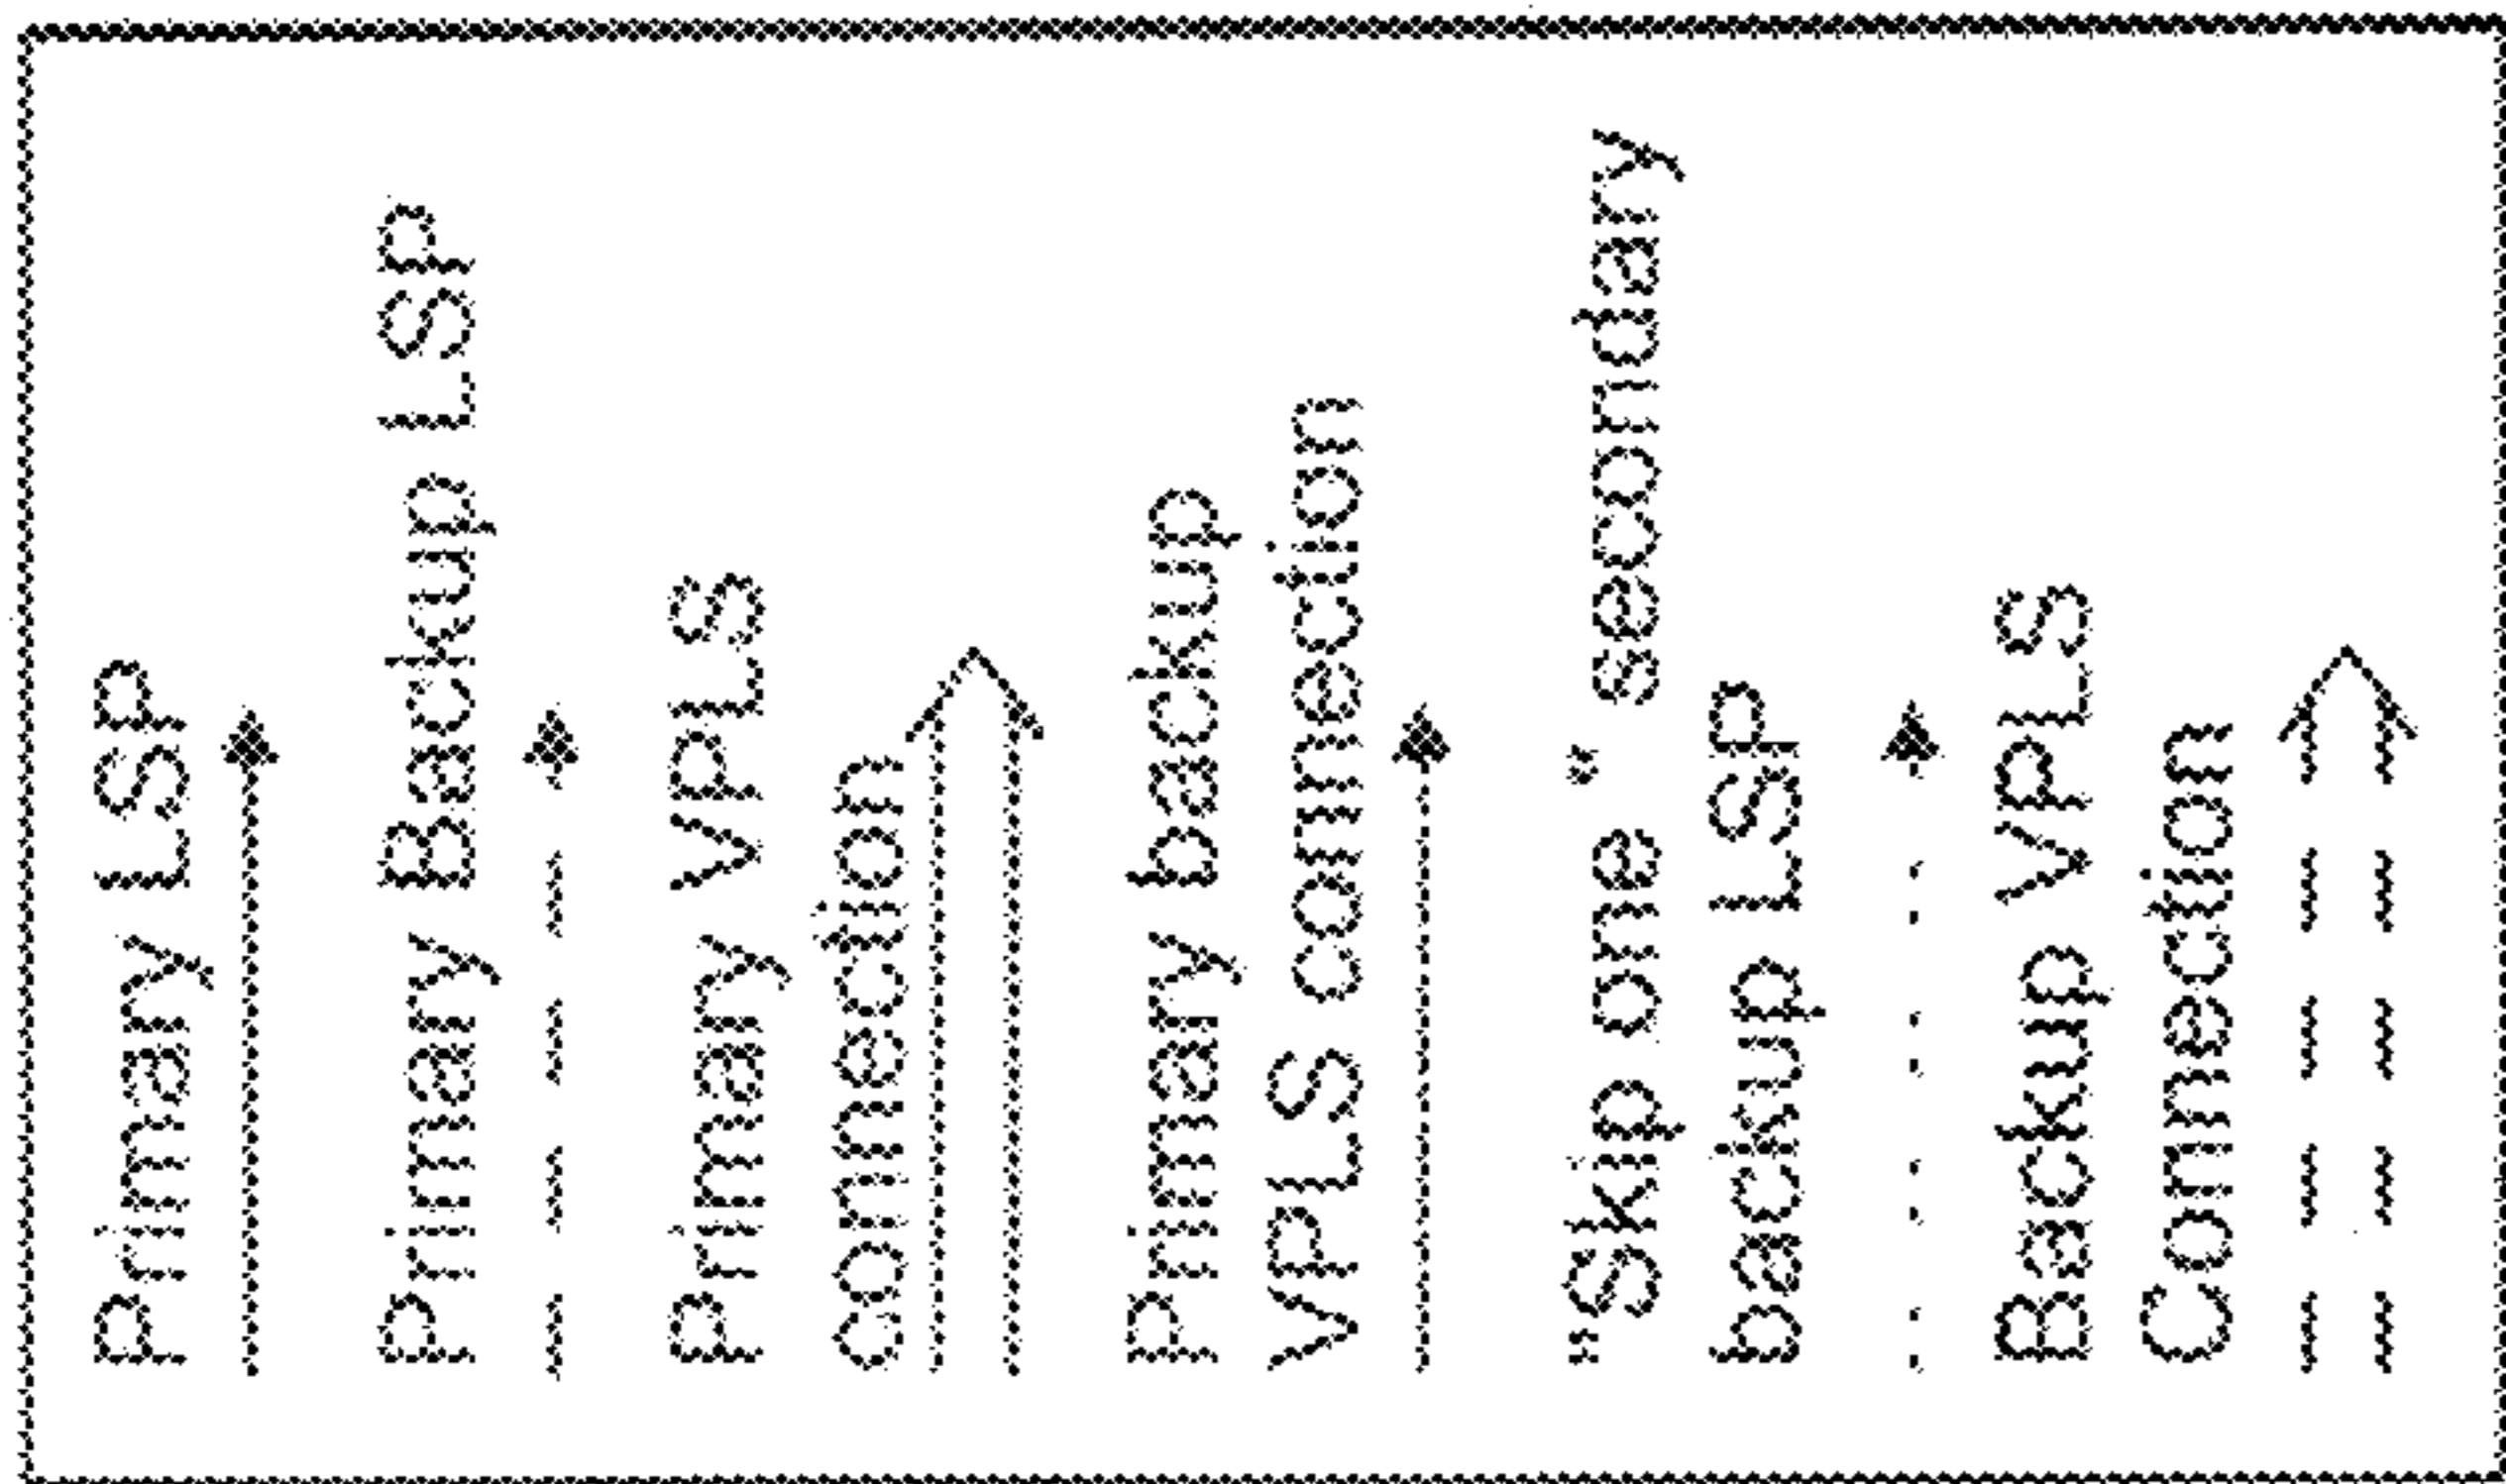 Primary LSP
Primary Backup LSP
Primary VPLS
connection
Primary backup
VPLS connection
"Skip one “ secondary
backup LSP
Backup VPLS
Connection